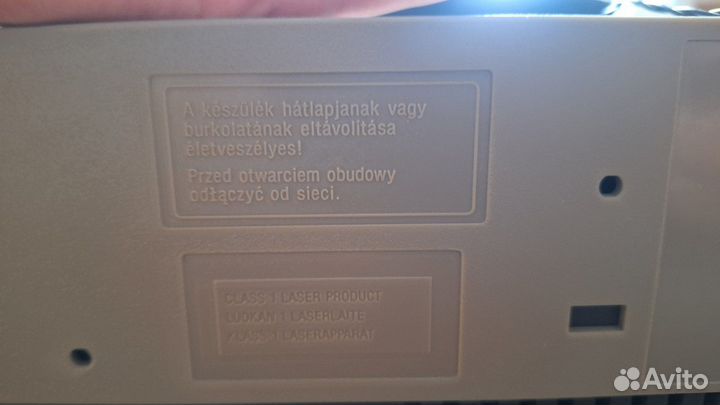 A készülék hátlapjanak vagy
burkolatának eltávolítása
életveszélyes!
Przed otwarciem obudowy
odłączyć od sieci.
CLASS 1 LASER PRODUCT
LUOKAN 1 LASERLAITE
KLASS 1 LASERAPPARAT
Avito